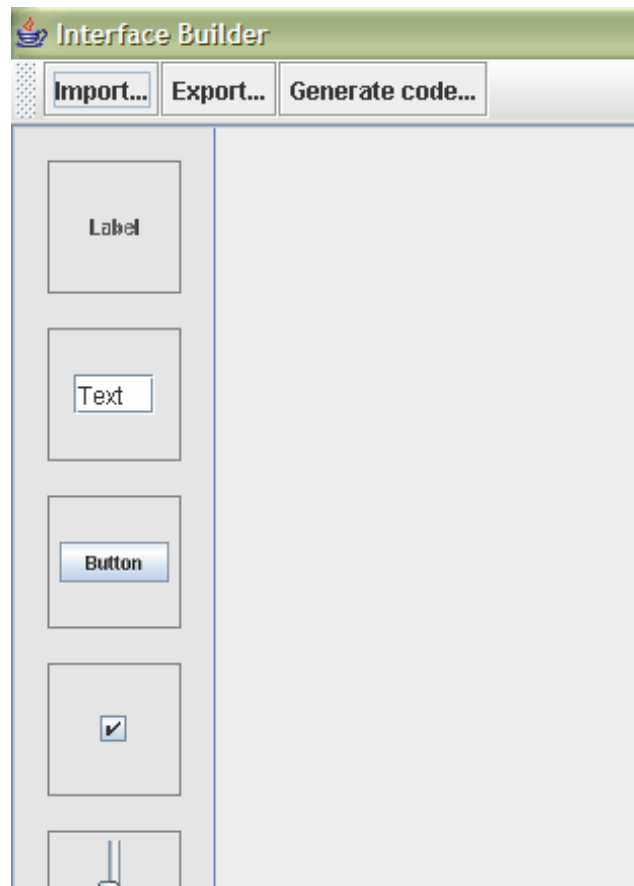 Interface Builder
Import... Export... Generate code...
Label
Text
Button